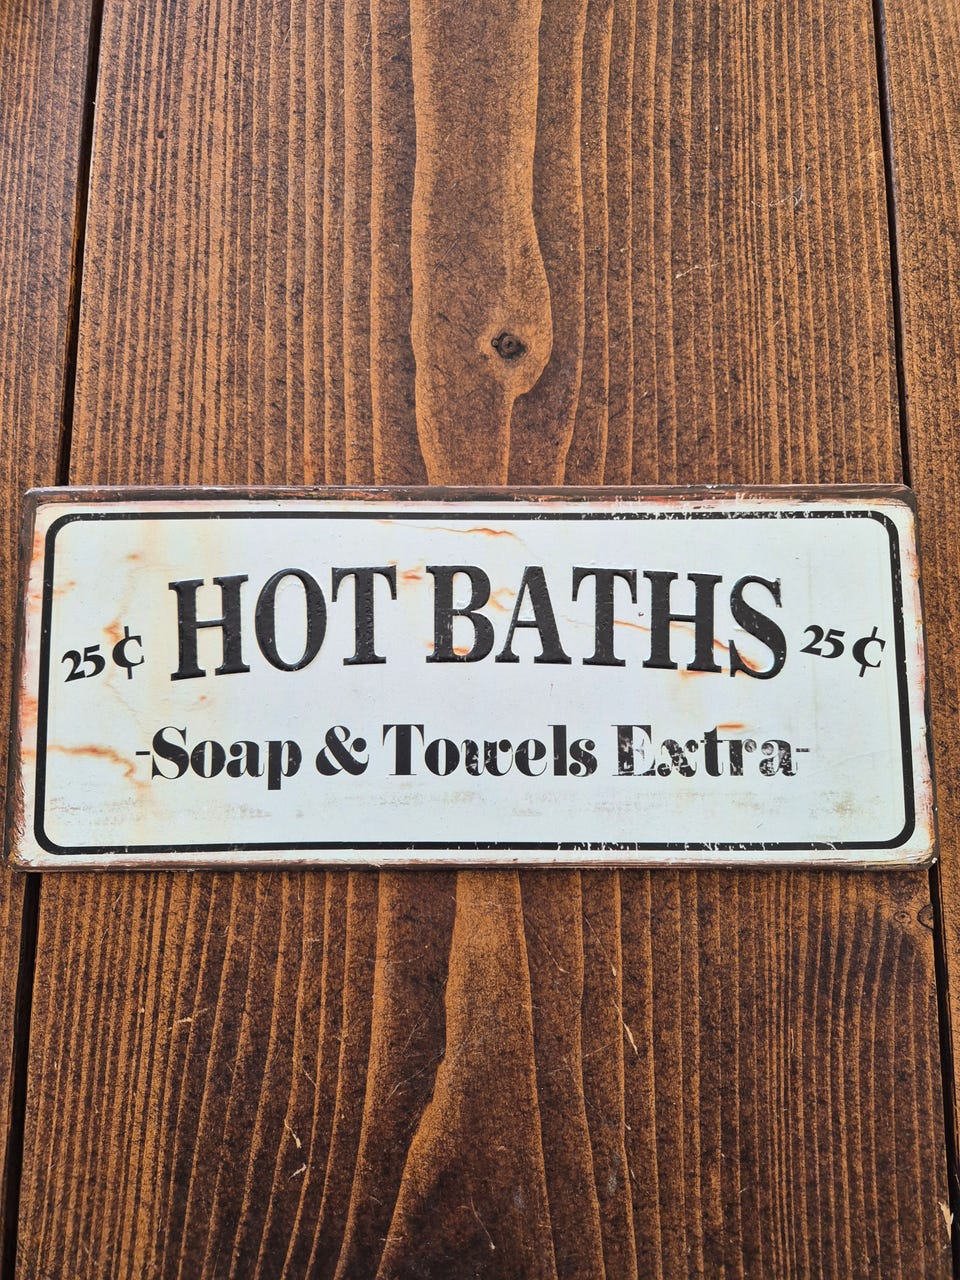 25¢ HOT BATHS 25¢
-Soap & Towels Extra-